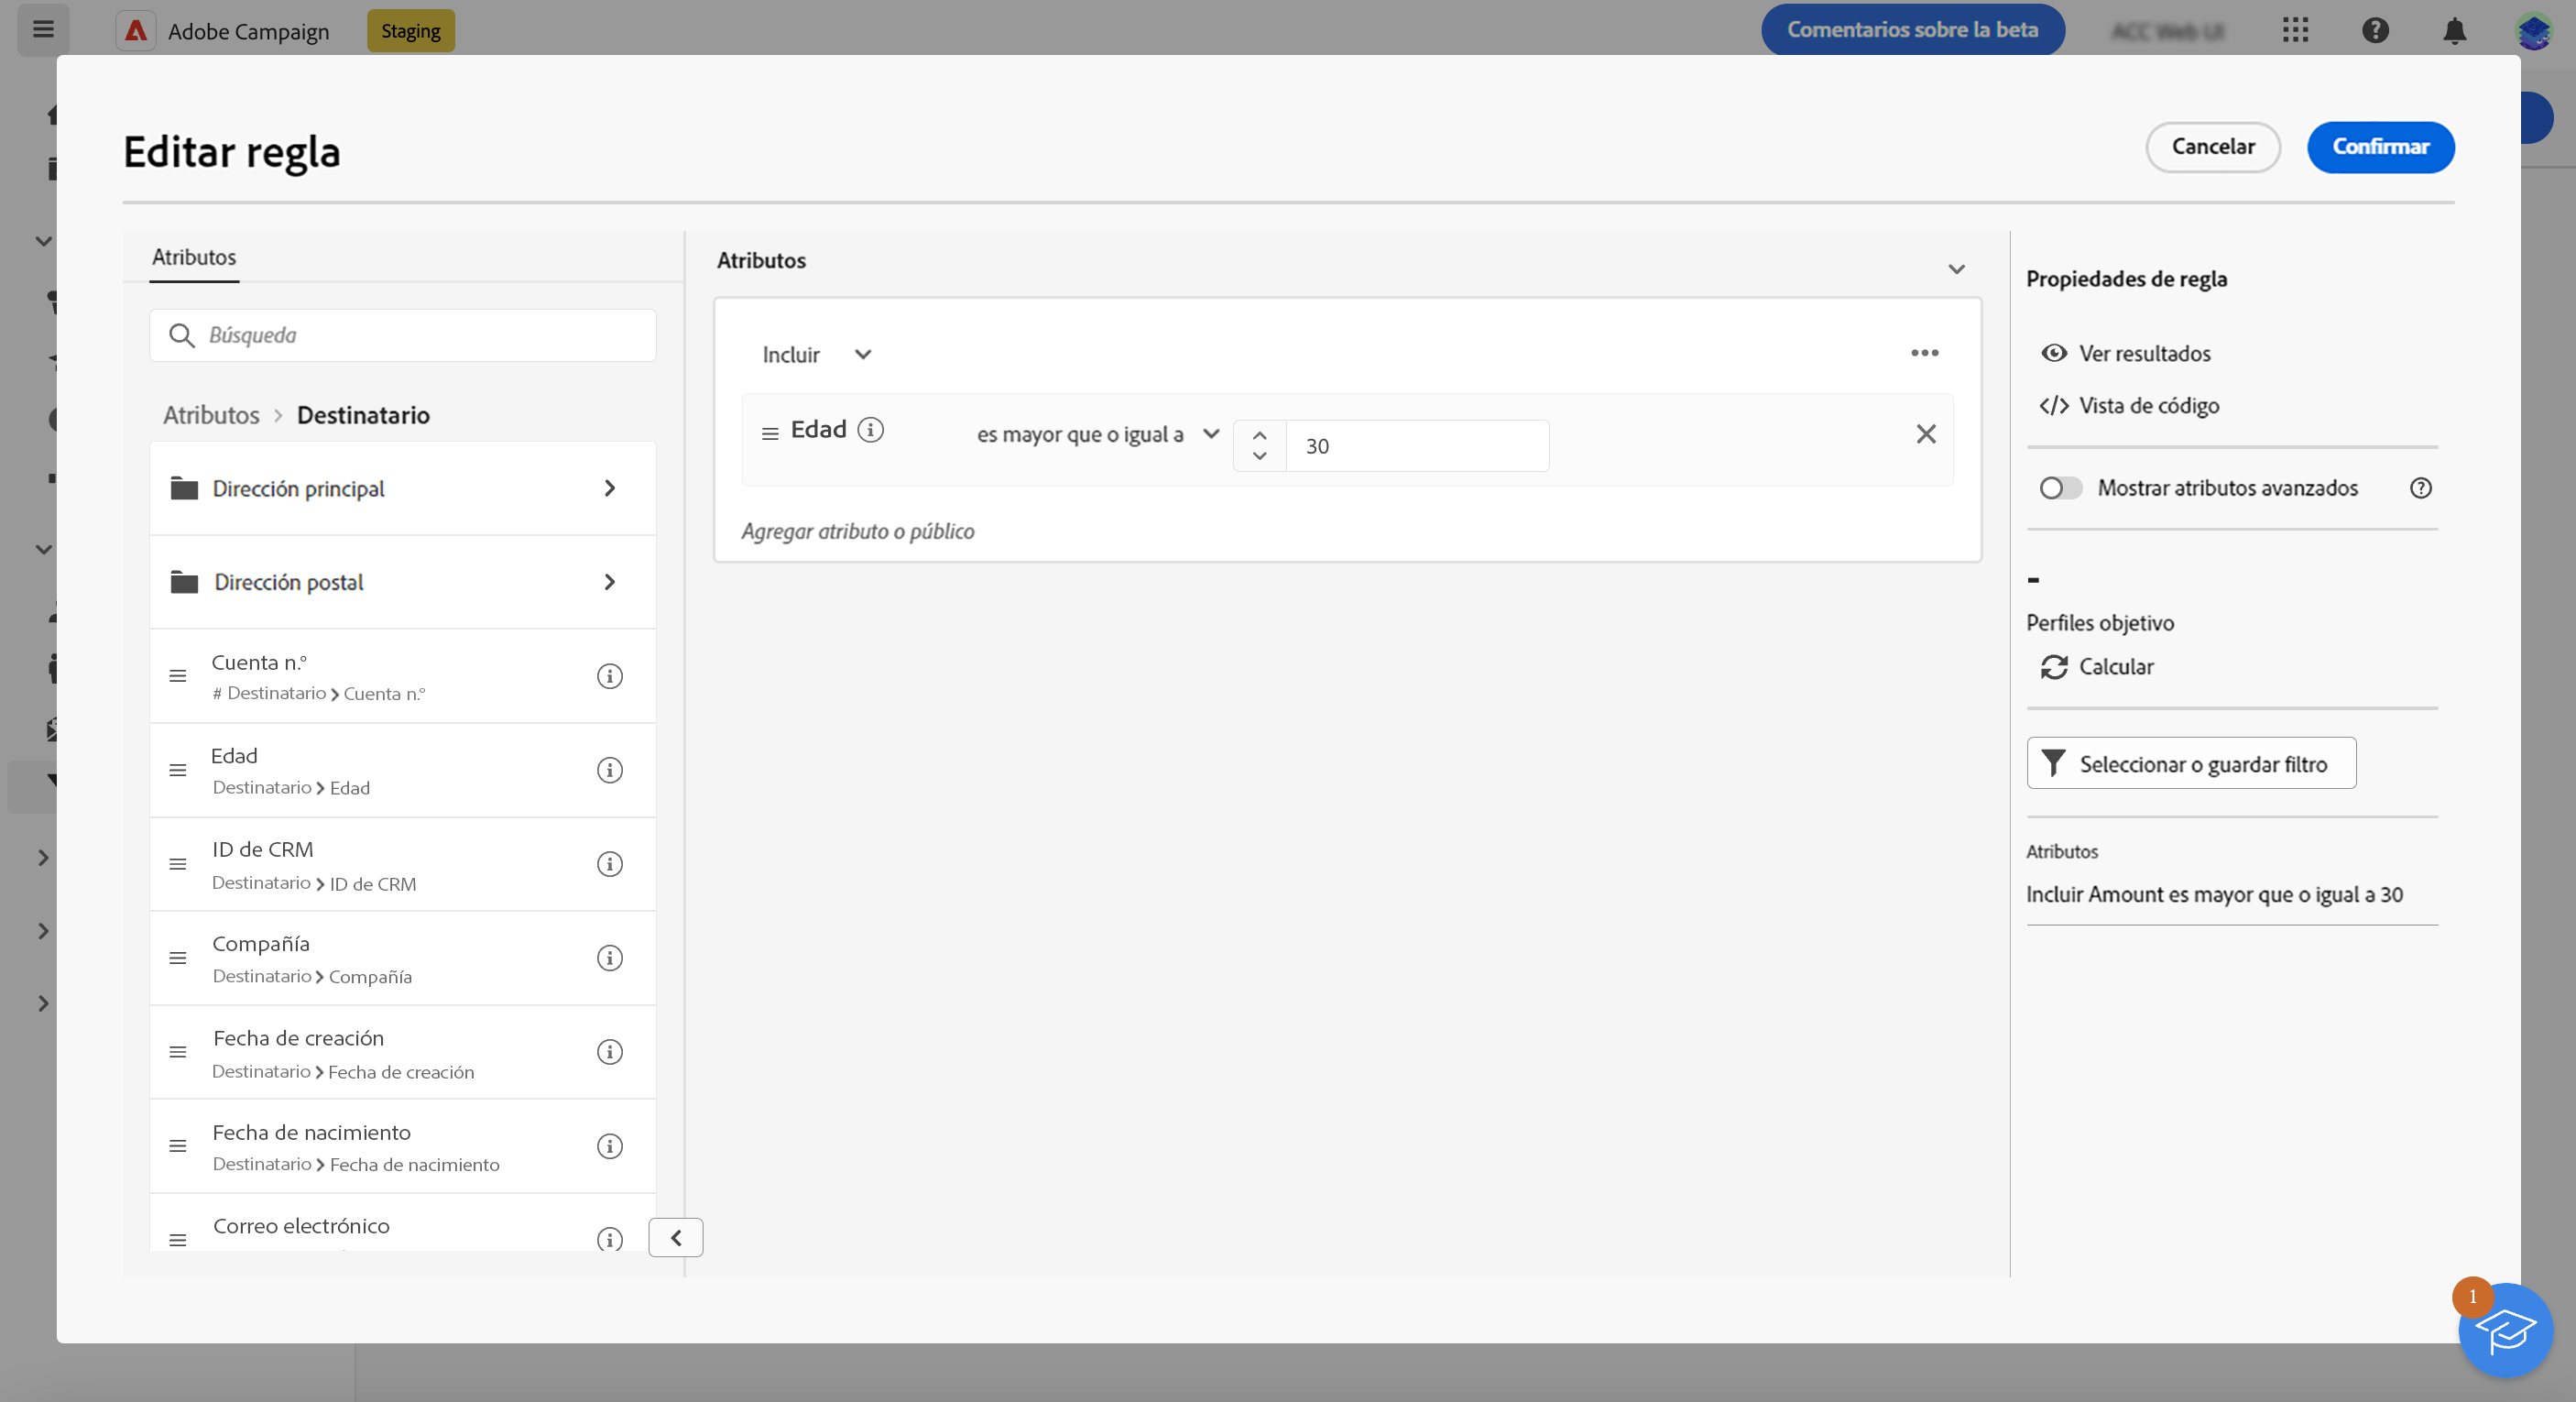 Adobe Campaign
Staging
Comentarios sobre la beta
Editar regla
Cancelar
Confirmar
Atributos
Búsqueda
Atributos > Destinatario
Dirección principal
Dirección postal
Cuenta n.º
# Destinatario > Cuenta n.º
Edad
Destinatario > Edad
ID de CRM
Destinatario > ID de CRM
Compañía
Destinatario > Compañía
Fecha de creación
Destinatario > Fecha de creación
Fecha de nacimiento
Destinatario > Fecha de nacimiento
Correo electrónico
Atributos
Incluir
Edad
es mayor que o igual a
30
Agregar atributo o público
Propiedades de regla
Ver resultados
</> Vista de código
Mostrar atributos avanzados
-
Perfiles objetivo
Calcular
Seleccionar o guardar filtro
Atributos
Incluir Amount es mayor que o igual a 30
1